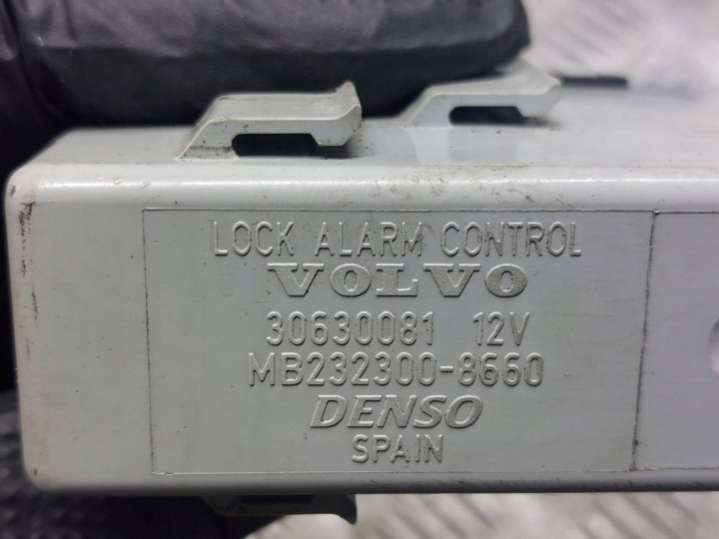 LOCK ALARM CONTROL
VOLVO
30630081 12V
MB232300-8660
DENSO
SPAIN